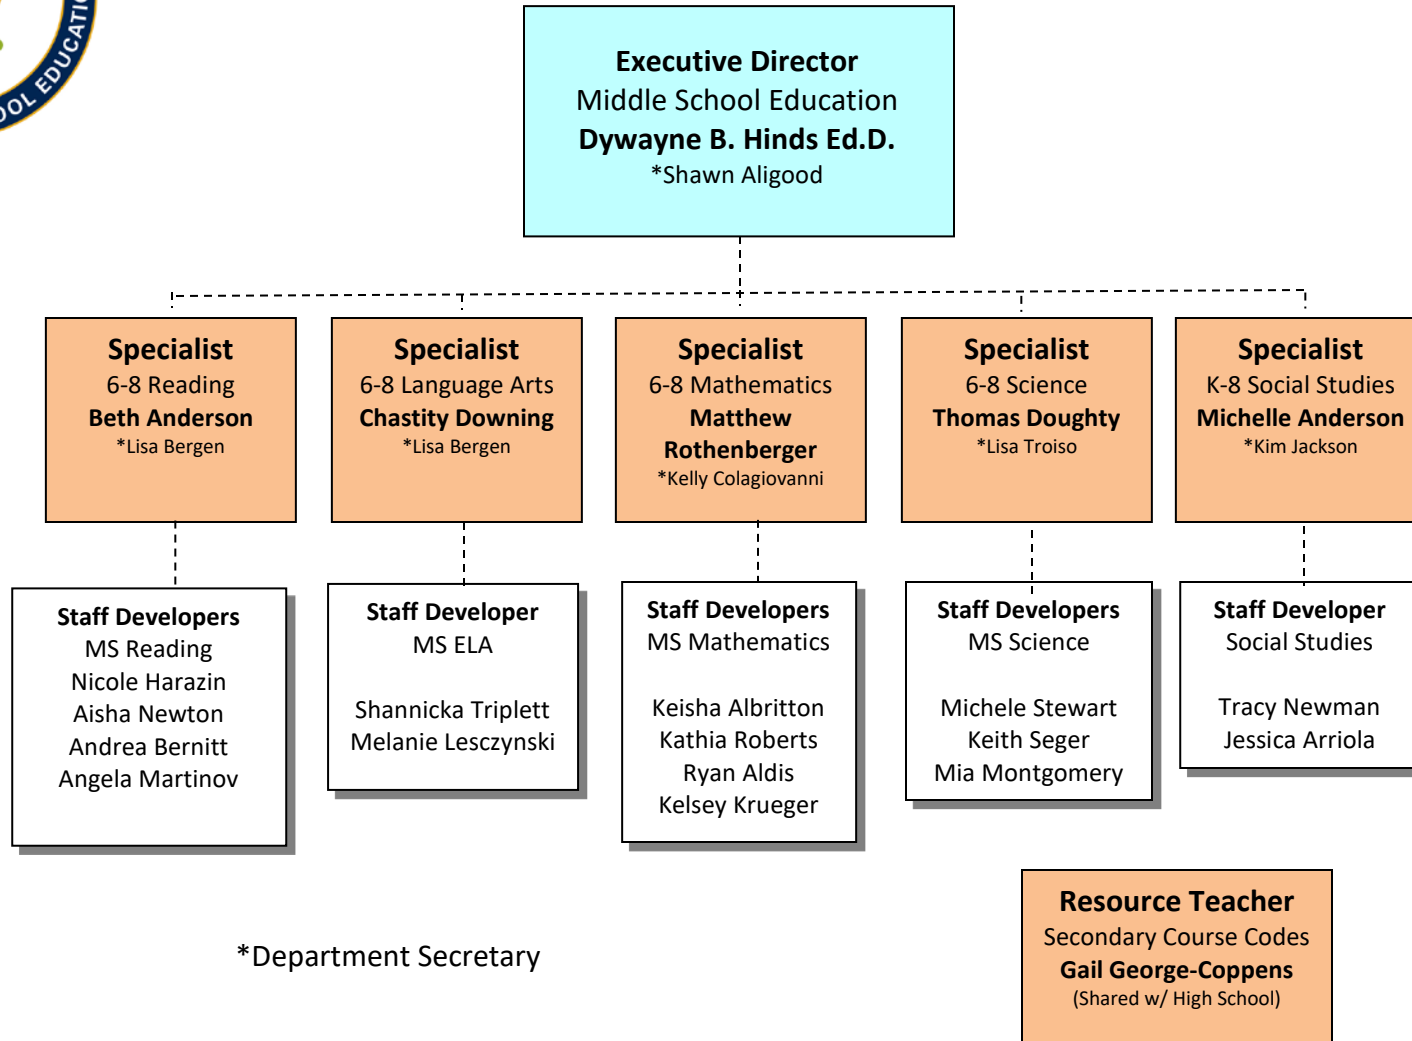 OOL EDUCATI
Executive Director
Middle School Education
Dywayne B. Hinds Ed.D.
*Shawn Aligood
Specialist
6-8 Reading
Beth Anderson
*Lisa Bergen
Specialist
6-8 Language Arts
Chastity Downing
*Lisa Bergen
Specialist
6-8 Mathematics
Matthew
Rothenberger
*Kelly Colagiovanni
Specialist
6-8 Science
Thomas Doughty
*Lisa Troiso
Specialist
K-8 Social Studies
Michelle Anderson
*Kim Jackson
Staff Developers
MS Reading
Nicole Harazin
Aisha Newton
Andrea Bernitt
Angela Martinov
Staff Developer
MS ELA
Shannicka Triplett
Melanie Lesczynski
Staff Developers
MS Mathematics
Keisha Albritton
Kathia Roberts
Ryan Aldis
Kelsey Krueger
Staff Developers
MS Science
Michele Stewart
Keith Seger
Mia Montgomery
Staff Developer
Social Studies
Tracy Newman
Jessica Arriola
*Department Secretary
Resource Teacher
Secondary Course Codes
Gail George-Coppens
(Shared w/ High School)